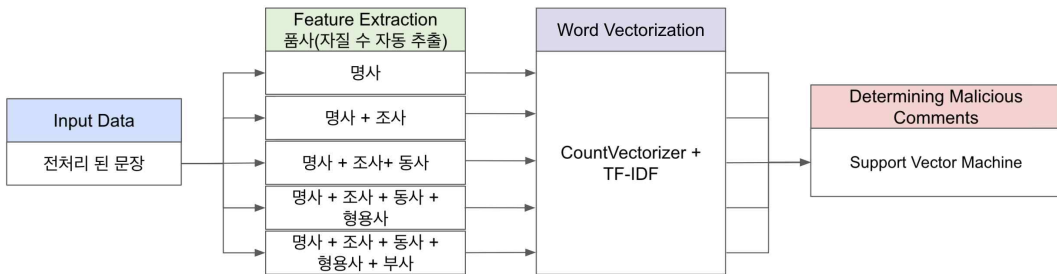 Input Data
전처리 된 문장
Feature Extraction
품사(자질 수 자동 추출)
명사
명사 + 조사
명사 + 조사+ 동사
명사 + 조사 + 동사 +
형용사
명사 + 조사 + 동사 +
형용사 + 부사
Word Vectorization
CountVectorizer +
TF-IDF
Determining Malicious
Comments
Support Vector Machine